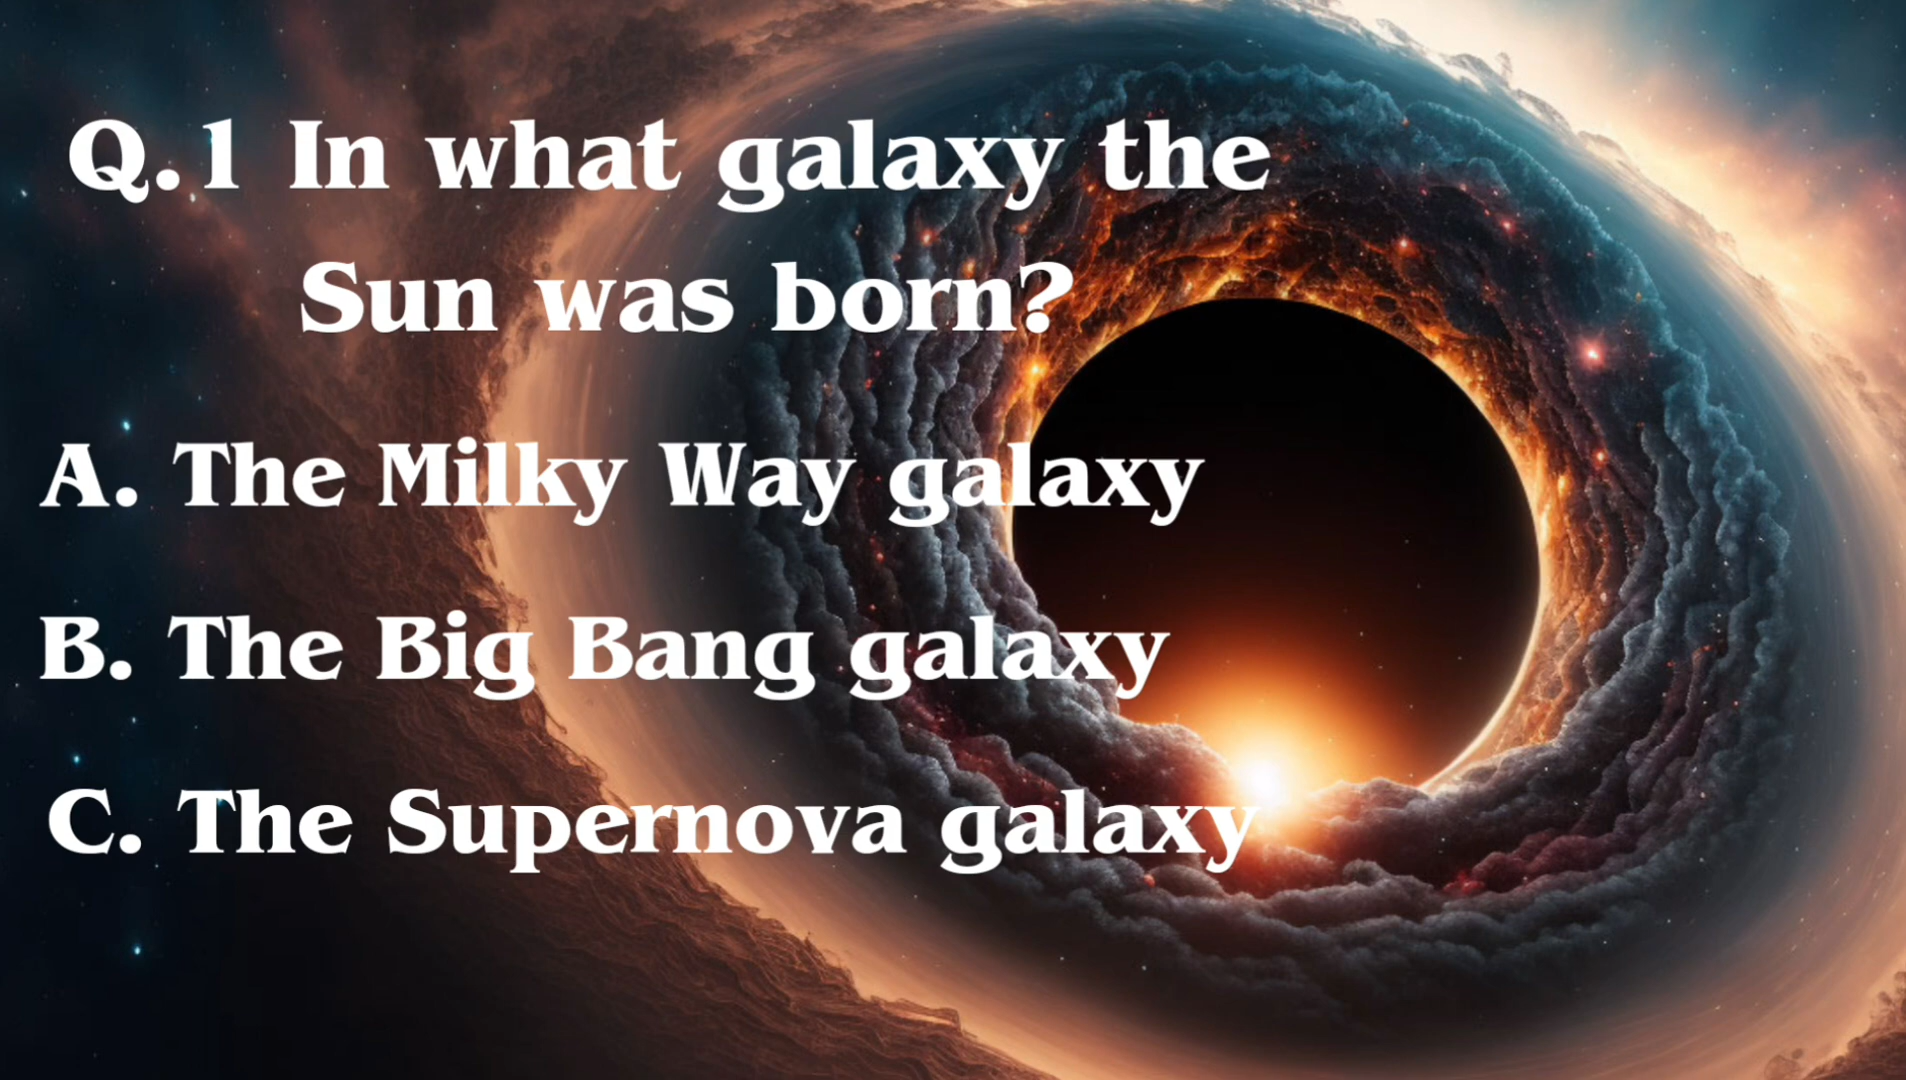 Q.1 In what galaxy the
Sun was born?
A. The Milky Way galaxy
B. The Big Bang galaxy
C. The Supernova galaxy